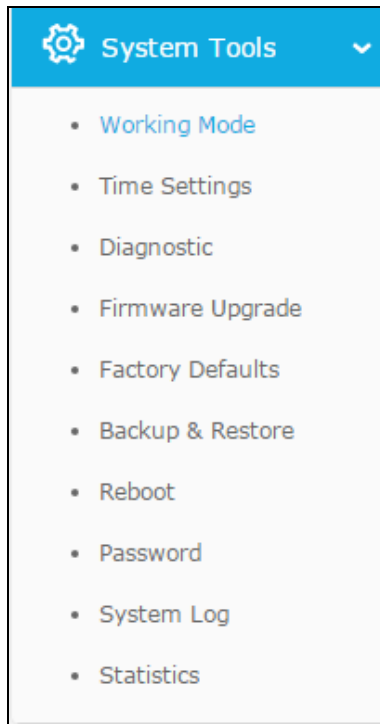 System Tools
Working Mode
Time Settings
Diagnostic
Firmware Upgrade
Factory Defaults
Backup & Restore
Reboot
Password
System Log
Statistics